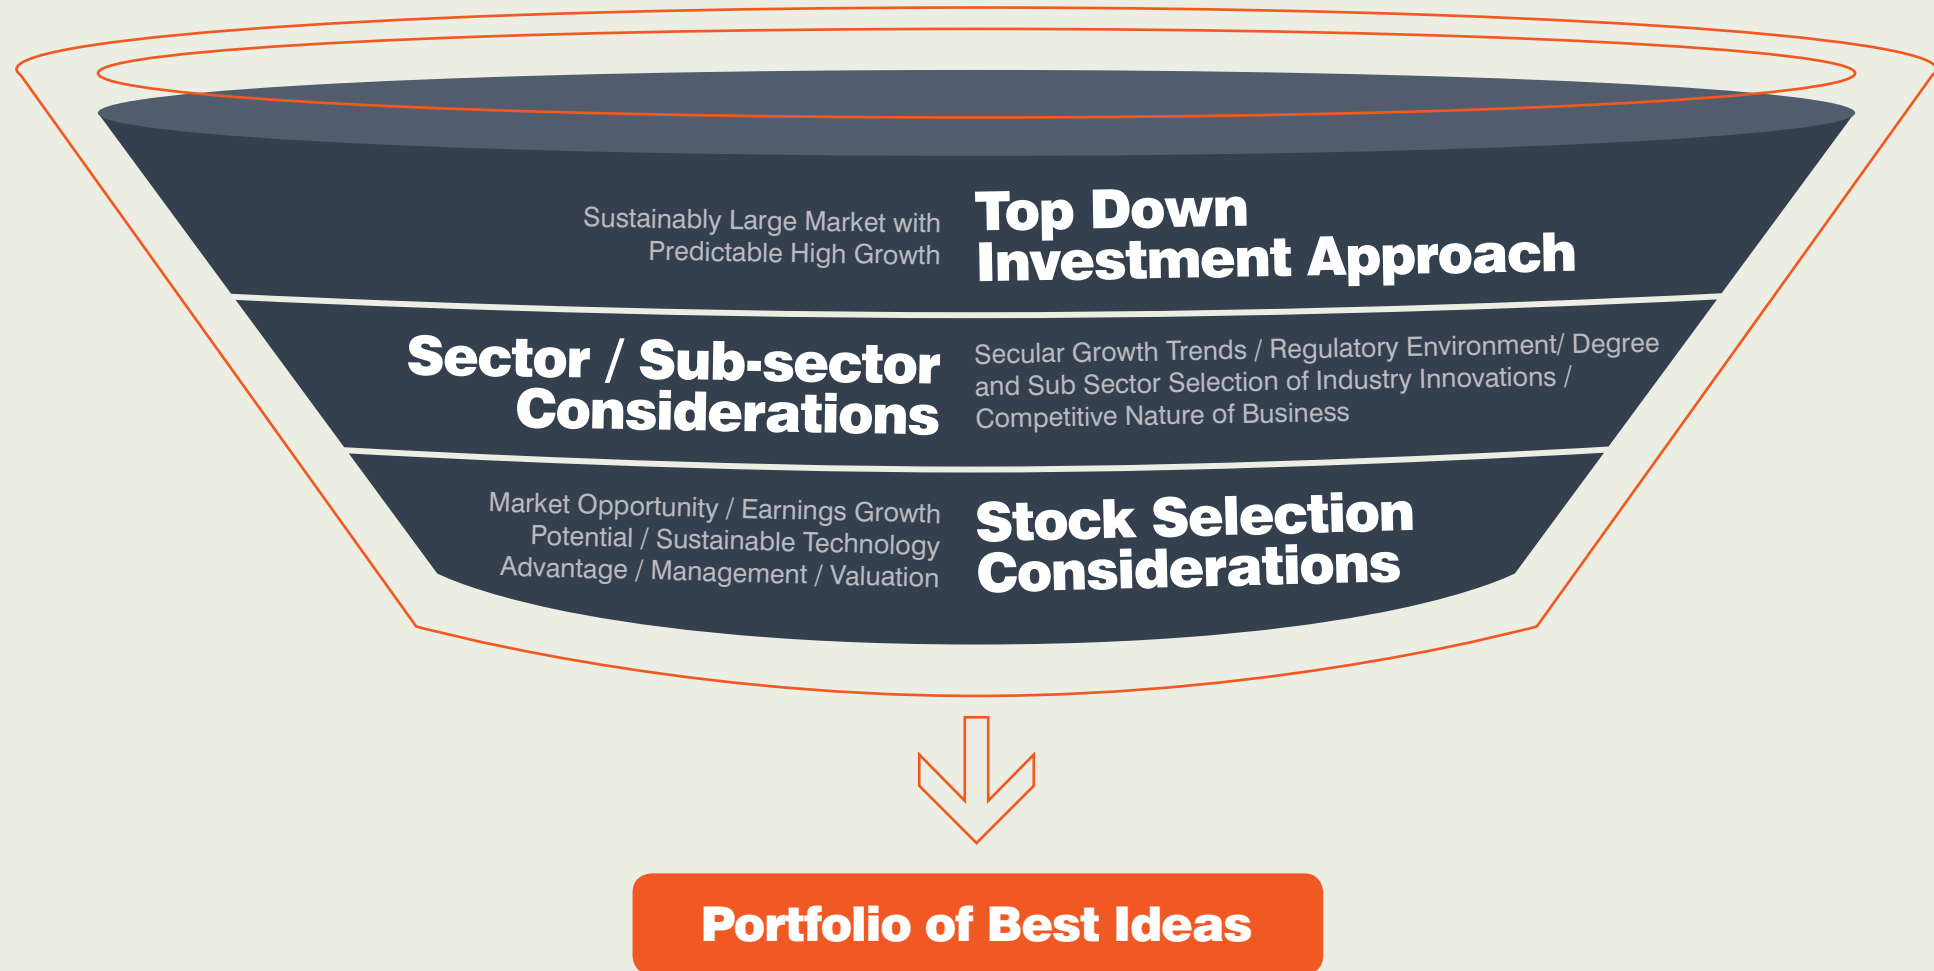 Sustainably Large Market with
Predictable High Growth
Top Down
Investment Approach
Sector / Sub-sector
Considerations
Secular Growth Trends / Regulatory Environment/ Degree
and Sub Sector Selection of Industry Innovations /
Competitive Nature of Business
Market Opportunity / Earnings Growth
Potential / Sustainable Technology
Advantage / Management / Valuation
Stock Selection
Considerations
Portfolio of Best Ideas